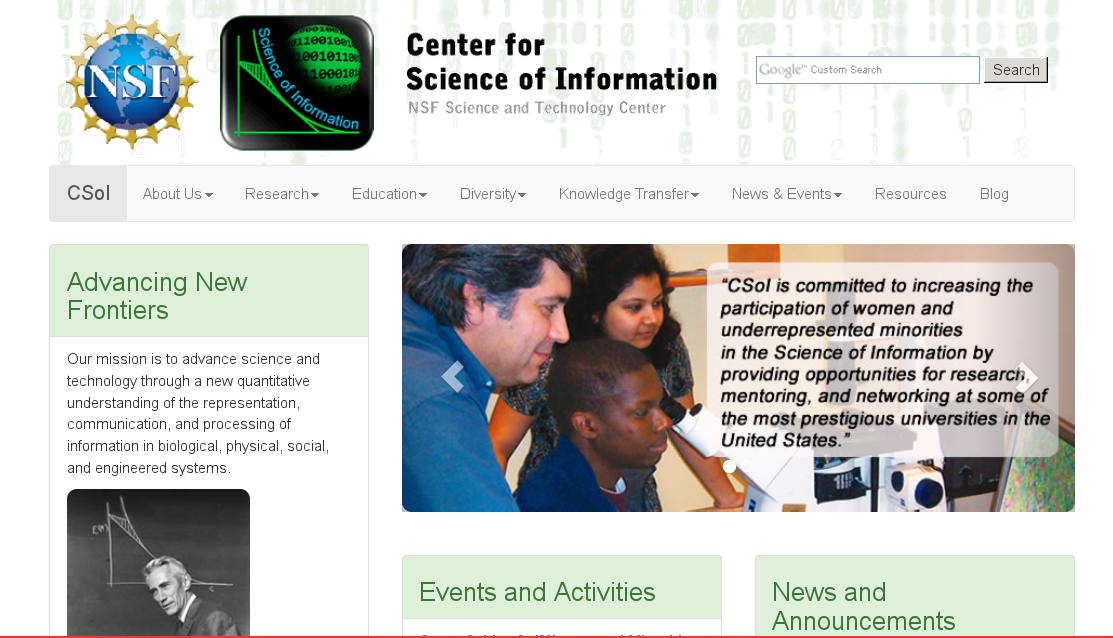 NSF
Science of Information
Center for
Science of Information
NSF Science and Technology Center
Google™ Custom Search
Search
CSoI
About Us
Research
Education
Diversity
Knowledge Transfer
News & Events
Resources
Blog
Advancing New
Frontiers
Our mission is to advance science and
technology through a new quantitative
understanding of the representation,
communication, and processing of
information in biological, physical, social,
and engineered systems.
"CSoI is committed to increasing the
participation of women and
underrepresented minorities
in the Science of Information by
providing opportunities for research,
mentoring, and networking at some of
the most prestigious universities in the
United States."
Events and Activities
News and
Announcements